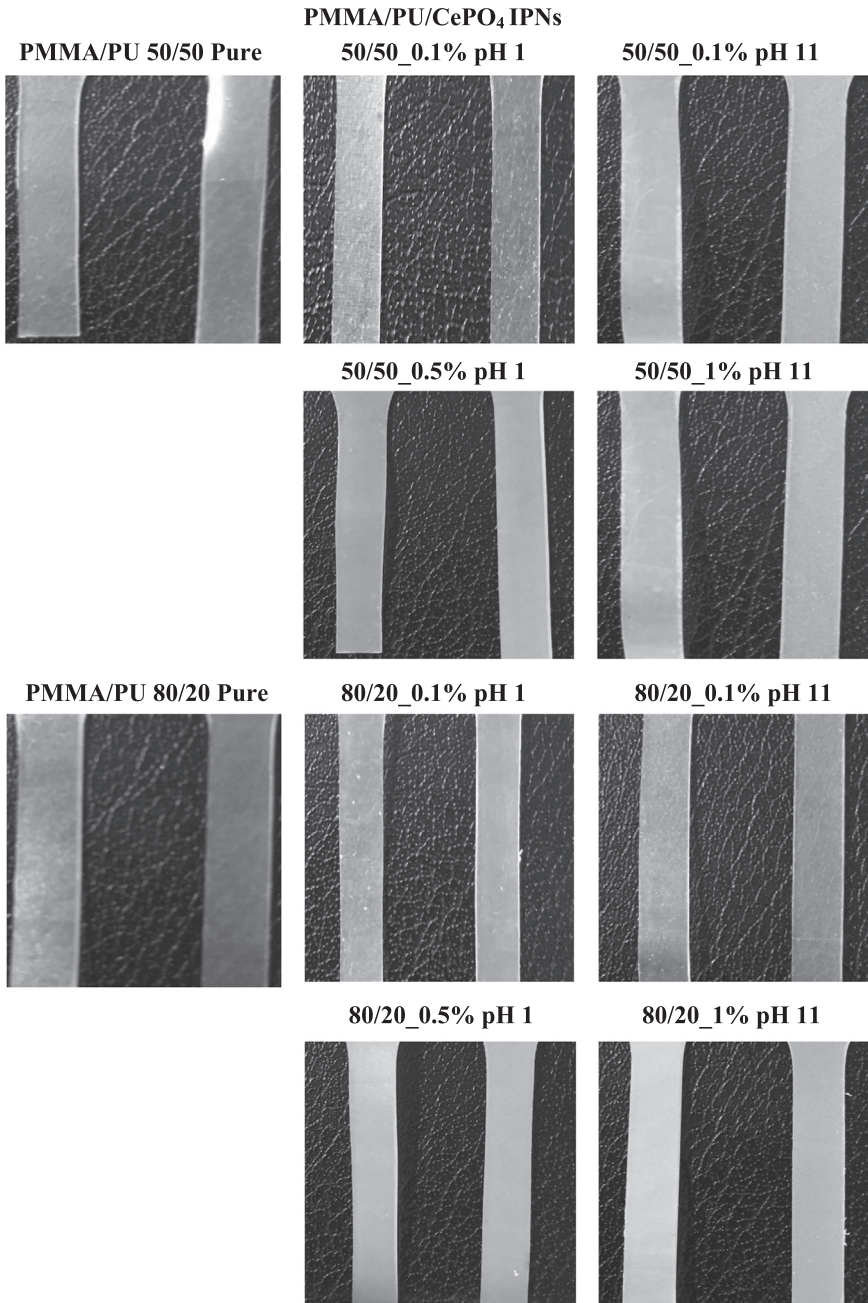 PMMA/PU/CePO₄ IPNs
PMMA/PU 50/50 Pure
50/50_0.1% pH 1
50/50_0.1% pH 11
50/50_0.5% pH 1
50/50_1% pH 11
PMMA/PU 80/20 Pure
80/20_0.1% pH 1
80/20_0.1% pH 11
80/20_0.5% pH 1
80/20_1% pH 11